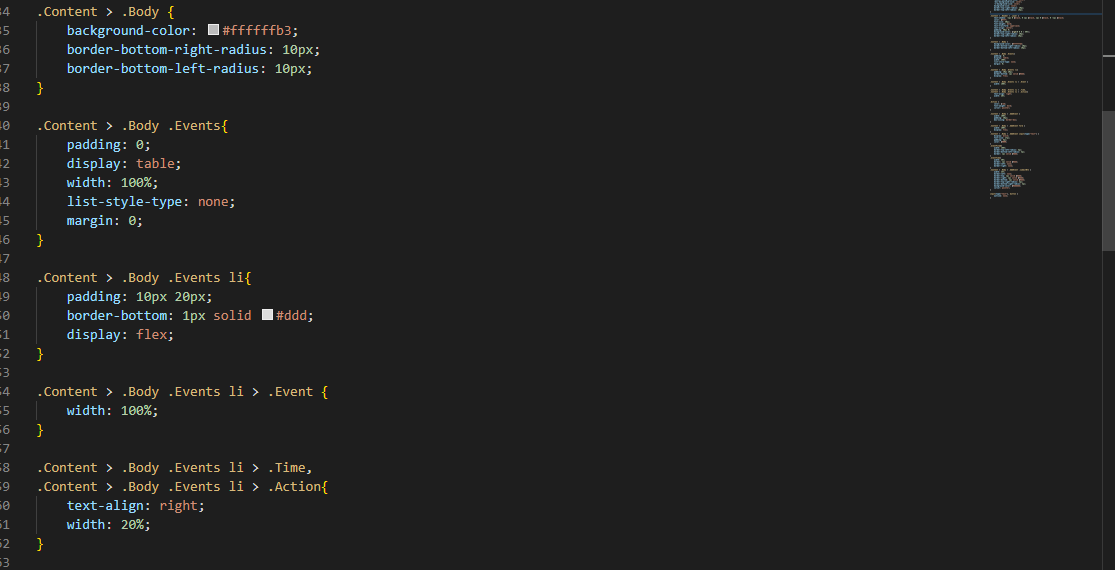 34 .Content > .Body {
35 background-color: #ffffffb3;
36 border-bottom-right-radius: 10px;
37 border-bottom-left-radius: 10px;
38 }
39
40 .Content > .Body .Events{
41 padding: 0;
42 display: table;
43 width: 100%;
44 list-style-type: none;
45 margin: 0;
46 }
47
48 .Content > .Body .Events li{
49 padding: 10px 20px;
50 border-bottom: 1px solid #ddd;
51 display: flex;
52 }
53
54 .Content > .Body .Events li > .Event {
55 width: 100%;
56 }
57
58 .Content > .Body .Events li > .Time,
59 .Content > .Body .Events li > .Action{
60 text-align: right;
61 width: 20%;
62 }
63